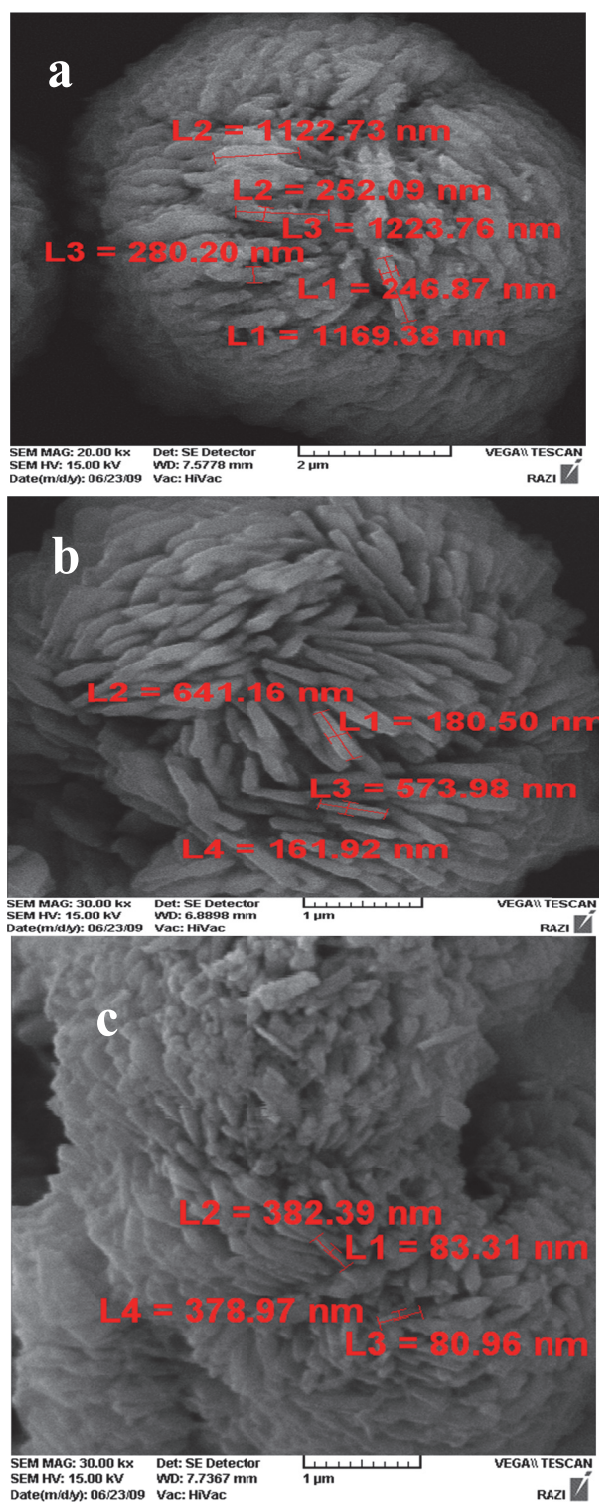 a
L2 = 1122.73 nm
L2 = 252.09 nm
L3 = 1223.76 nm
L3 = 280.20 nm
L1 = 246.87 nm
L1 = 1169.38 nm
SEM MAG: 20.00 kx Det: SE Detector
SEM HV: 15.00 kV WD: 7.5778 mm 2 µm VEGA\\ TESCAN
Date(m/d/y): 06/23/09 Vac: HiVac RAZI
b
L2 = 641.16 nm
L1 = 180.50 nm
L3 = 573.98 nm
L4 = 161.92 nm
SEM MAG: 30.00 kx Det: SE Detector VEGA\\ TESCAN
SEM HV: 15.00 kV WD: 6.8898 mm 1 µm
Date(m/d/y): 06/23/09 Vac: HiVac RAZI
c
L2 = 382.39 nm
L1 = 83.31 nm
L4 = 378.97 nm
L3 = 80.96 nm
SEM MAG: 30.00 kx Det: SE Detector VEGA\\ TESCAN
SEM HV: 15.00 kV WD: 7.7367 mm 1 µm
Date(m/d/y): 06/23/09 Vac: HiVac RAZI